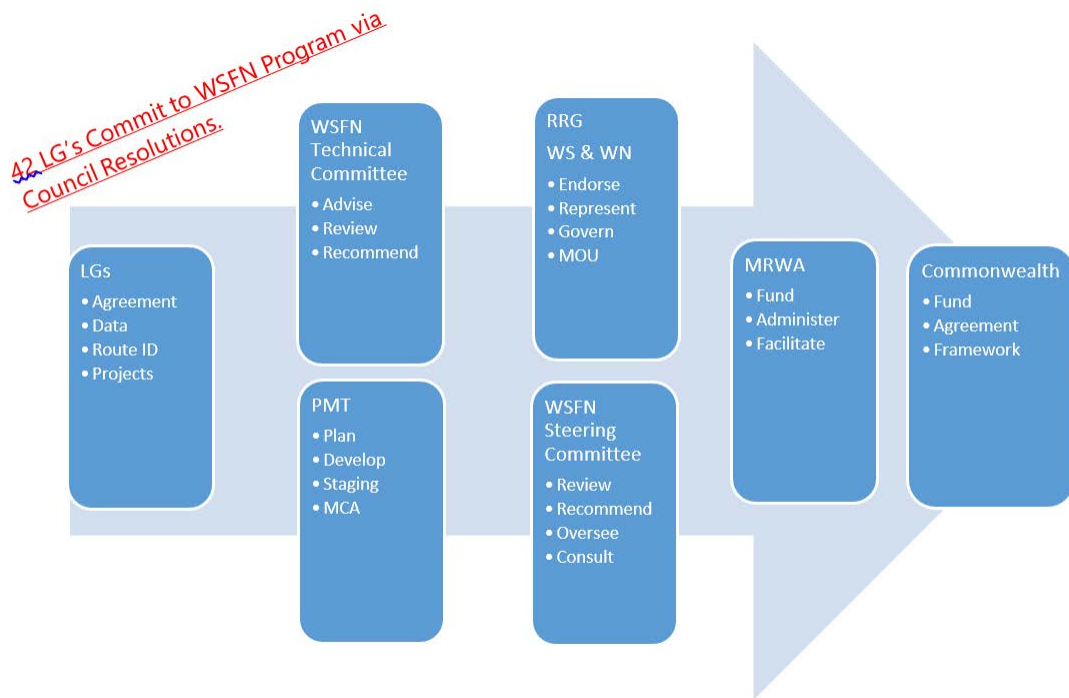 42 LG's Commit to WSFN Program via
Council Resolutions.
LGs
• Agreement
• Data
• Route ID
• Projects
WSFN
Technical
Committee
• Advise
• Review
• Recommend
PMT
• Plan
• Develop
• Staging
• MCA
RRG
WS & WN
• Endorse
• Represent
• Govern
• MOU
WSFN
Steering
Committee
• Review
• Recommend
• Oversee
• Consult
MRWA
• Fund
• Administer
• Facilitate
Commonwealth
• Fund
• Agreement
• Framework